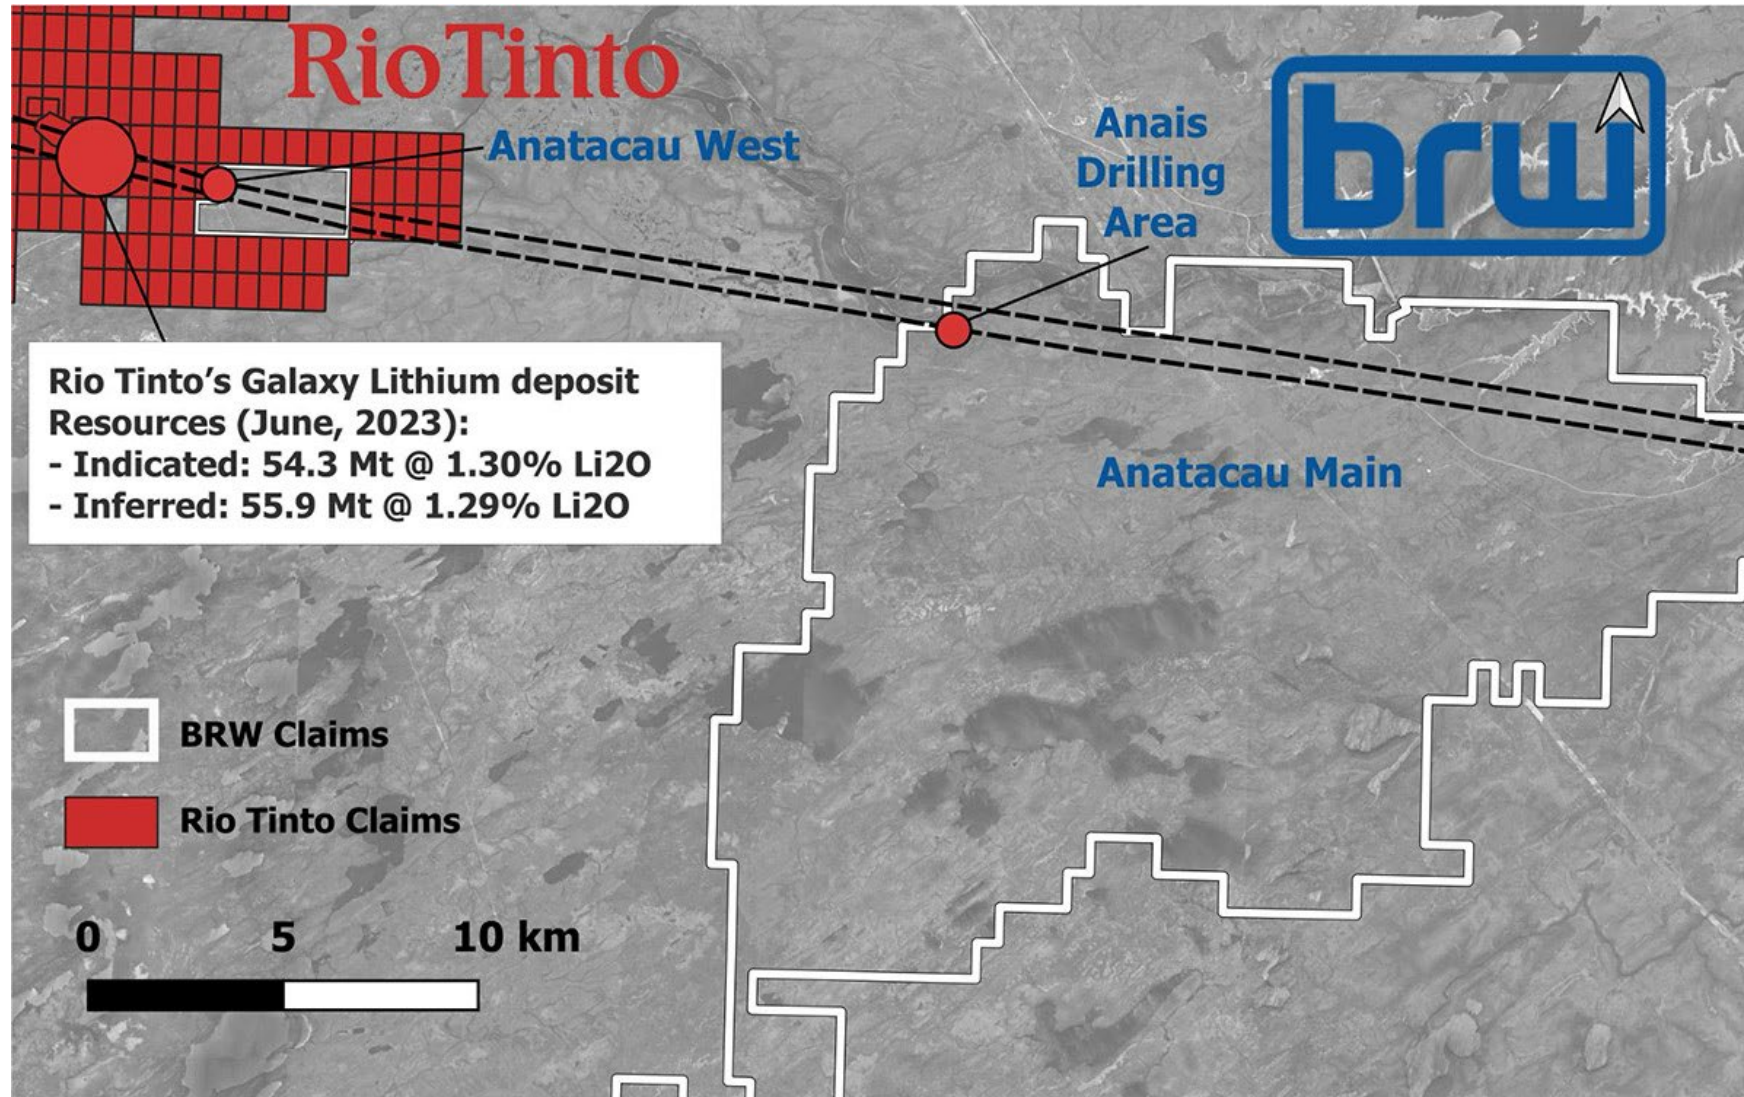 RioTinto
Anatacau West
Anais
Drilling
Area
brw
Rio Tinto’s Galaxy Lithium deposit
Resources (June, 2023):
- Indicated: 54.3 Mt @ 1.30% Li2O
- Inferred: 55.9 Mt @ 1.29% Li2O
Anatacau Main
BRW Claims
Rio Tinto Claims
0 5 10 km